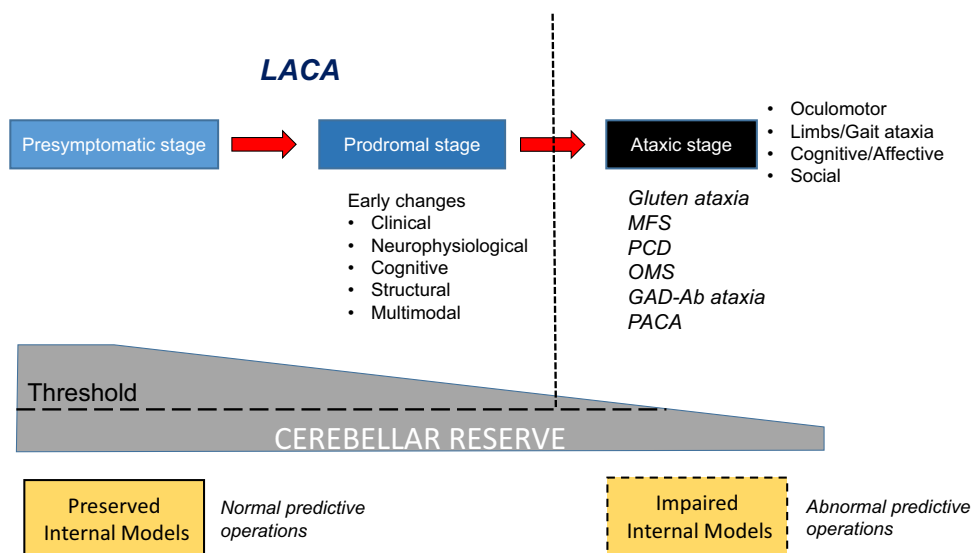 LACA
Presymptomatic stage
Prodromal stage
Ataxic stage
• Oculomotor
• Limbs/Gait ataxia
• Cognitive/Affective
• Social
Early changes
• Clinical
• Neurophysiological
• Cognitive
• Structural
• Multimodal
Gluten ataxia
MFS
PCD
OMS
GAD-Ab ataxia
PACA
Threshold
CEREBELLAR RESERVE
Preserved
Internal Models
Normal predictive
operations
Impaired
Internal Models
Abnormal predictive
operations